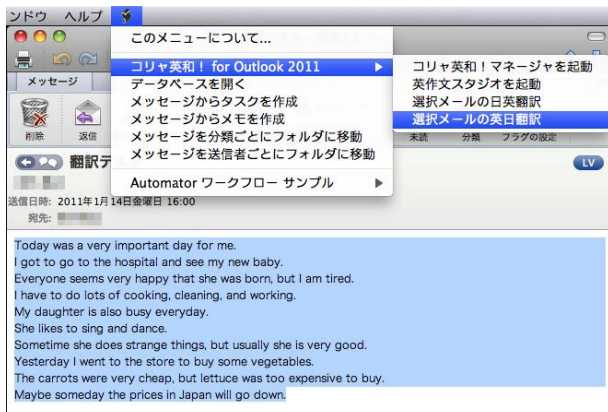 ンドウ ヘルプ
このメニューについて...
コリャ英和！ for Outlook 2011
データベースを開く
メッセージからタスクを作成
メッセージからメモを作成
メッセージを分類ごとにフォルダに移動
メッセージを送信者ごとにフォルダに移動
Automator ワークフロー サンプル
コリャ英和！マネージャを起動
英作文スタジオを起動
選択メールの日英翻訳
選択メールの英日翻訳
メッセージ
削除 返信 未読 分類 フラグの設定
翻訳テ
LV
送信日時: 2011年1月14日金曜日 16:00
宛先:
Today was a very important day for me.
I got to go to the hospital and see my new baby.
Everyone seems very happy that she was born, but I am tired.
I have to do lots of cooking, cleaning, and working.
My daughter is also busy everyday.
She likes to sing and dance.
Sometime she does strange things, but usually she is very good.
Yesterday I went to the store to buy some vegetables.
The carrots were very cheap, but lettuce was too expensive to buy.
Maybe someday the prices in Japan will go down.